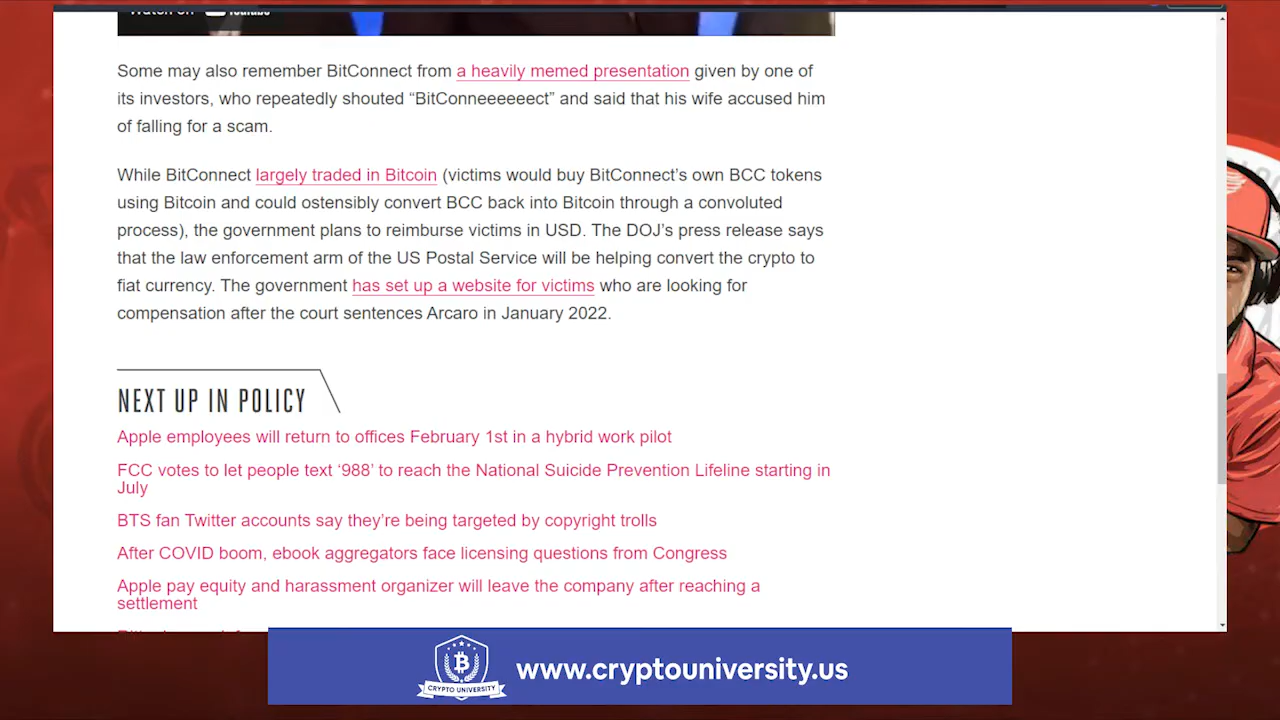 YouTube
Some may also remember BitConnect from a heavily memed presentation given by one of
its investors, who repeatedly shouted “BitConneeeeeect” and said that his wife accused him
of falling for a scam.
While BitConnect largely traded in Bitcoin (victims would buy BitConnect’s own BCC tokens
using Bitcoin and could ostensibly convert BCC back into Bitcoin through a convoluted
process), the government plans to reimburse victims in USD. The DOJ’s press release says
that the law enforcement arm of the US Postal Service will be helping convert the crypto to
fiat currency. The government has set up a website for victims who are looking for
compensation after the court sentences Arcaro in January 2022.
NEXT UP IN POLICY
Apple employees will return to offices February 1st in a hybrid work pilot
FCC votes to let people text ‘988’ to reach the National Suicide Prevention Lifeline starting in
July
BTS fan Twitter accounts say they’re being targeted by copyright trolls
After COVID boom, ebook aggregators face licensing questions from Congress
Apple pay equity and harassment organizer will leave the company after reaching a
settlement
CRYPTO UNIVERSITY
www.cryptouniversity.us